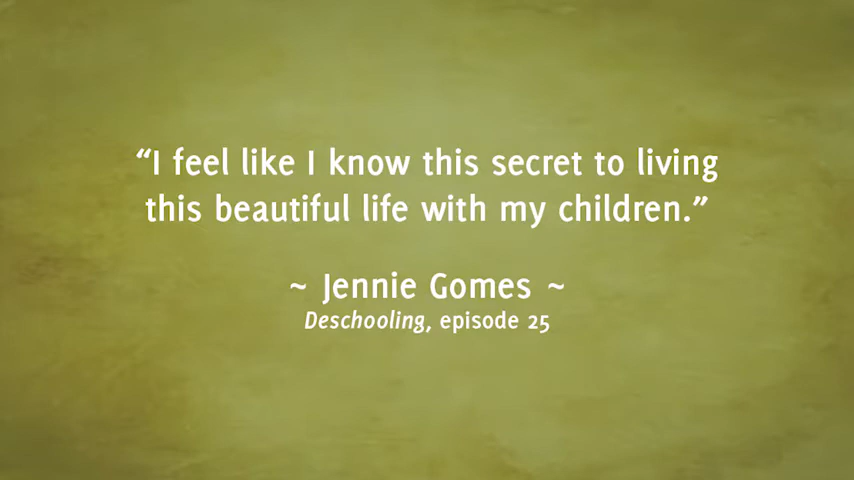 “I feel like I know this secret to living
this beautiful life with my children.”
~ Jennie Gomes ~
Deschooling, episode 25